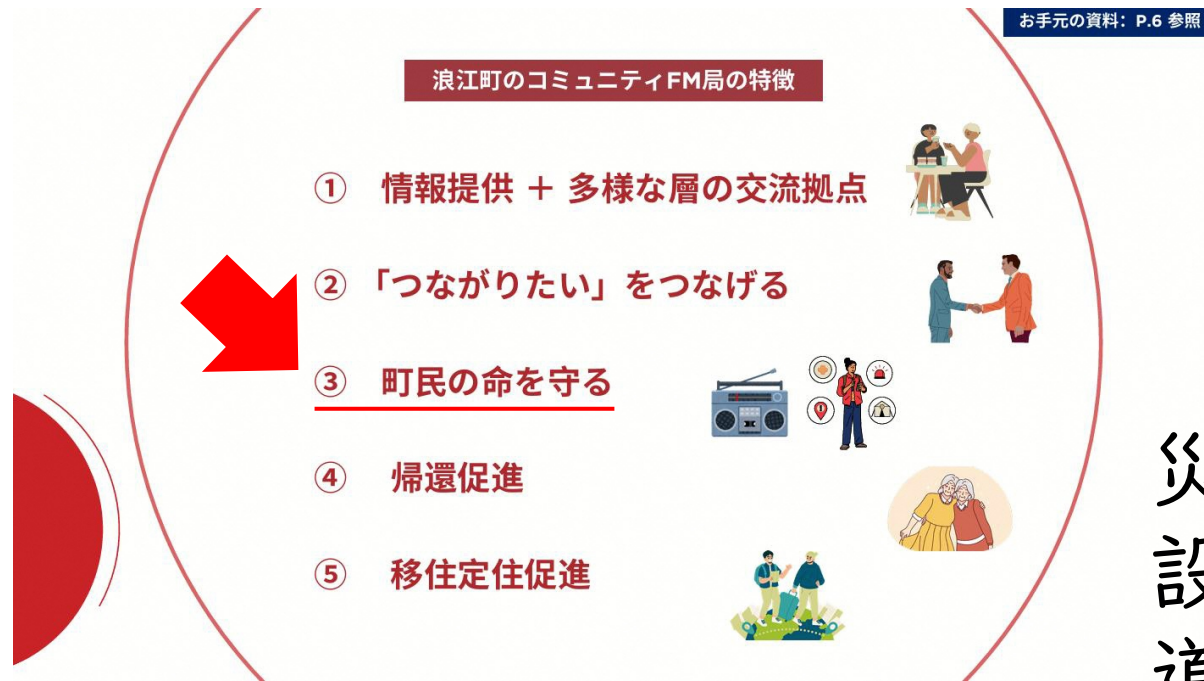 お手元の資料：P.6 参照
浪江町のコミュニティFM局の特徴
① 情報提供 ＋ 多様な層の交流拠点
② 「つながりたい」をつなげる
③ 町民の命を守る
④ 帰還促進
⑤ 移住定住促進
災
設